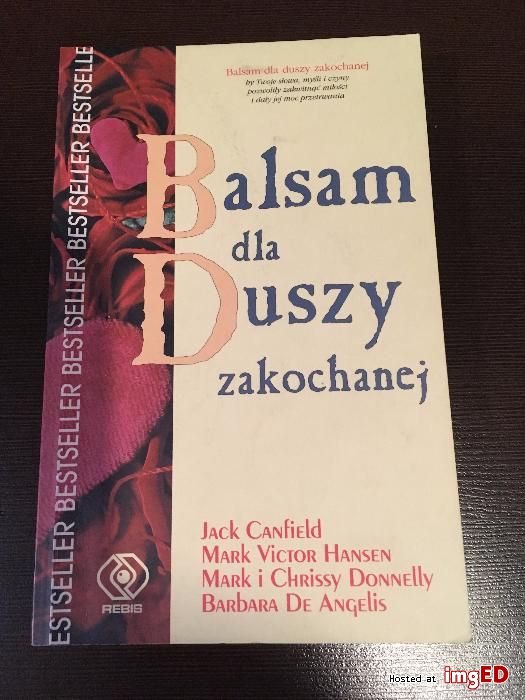 Balsam dla duszy zakochanej
by Twoje słowa, myśli i czyny
pozwoliły zakwitnąć miłości
i dały jej moc przetrwania
Balsam
dla
Duszy
zakochanej
ESTSELLER BESTSELLER BESTSELLER BESTSELLER BESTSELLE
Jack Canfield
Mark Victor Hansen
Mark i Chrissy Donnelly
Barbara De Angelis
REBIS
Hosted at imgED